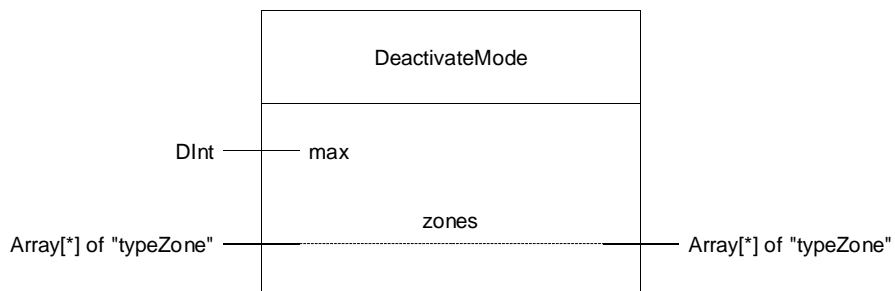 DeactivateMode
DInt max
zones
Array[*] of "typeZone" Array[*] of "typeZone"